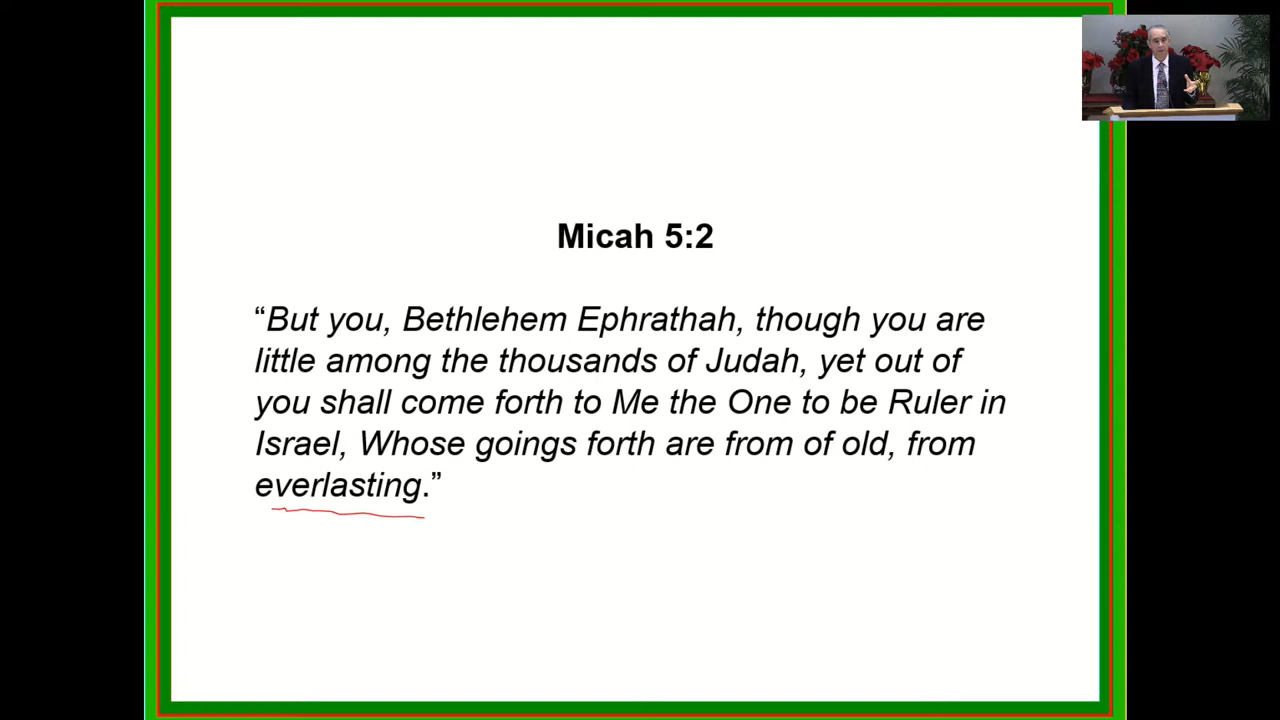 Micah 5:2
“But you, Bethlehem Ephrathah, though you are
little among the thousands of Judah, yet out of
you shall come forth to Me the One to be Ruler in
Israel, Whose goings forth are from of old, from
everlasting.”